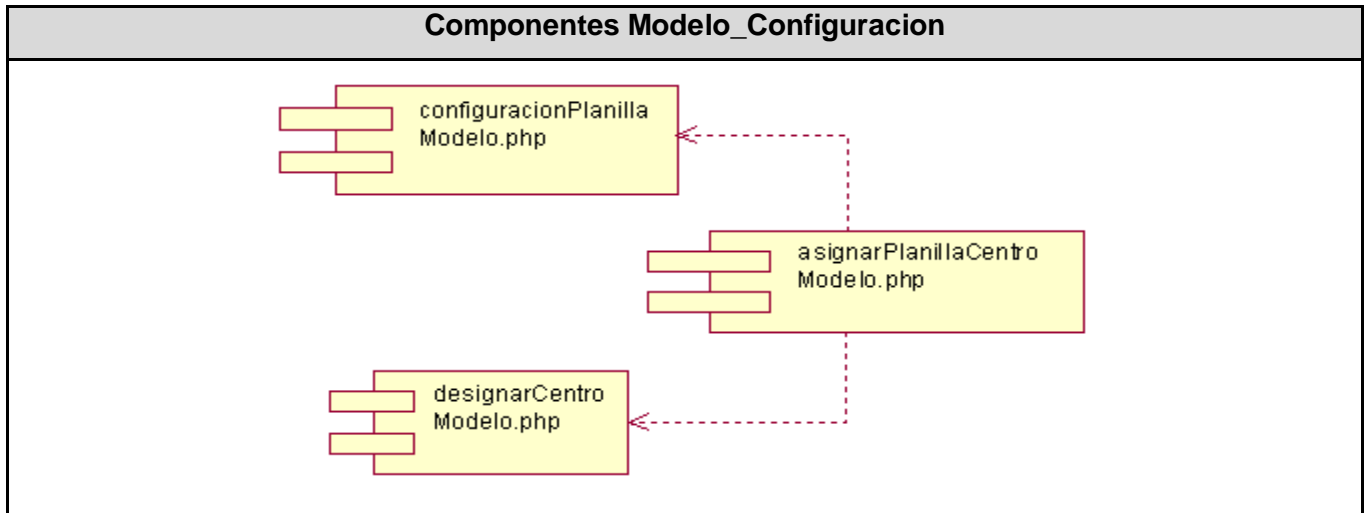 Componentes Modelo_Configuracion
configuracionPlanilla
Modelo.php
asignarPlanillaCentro
Modelo.php
designarCentro
Modelo.php